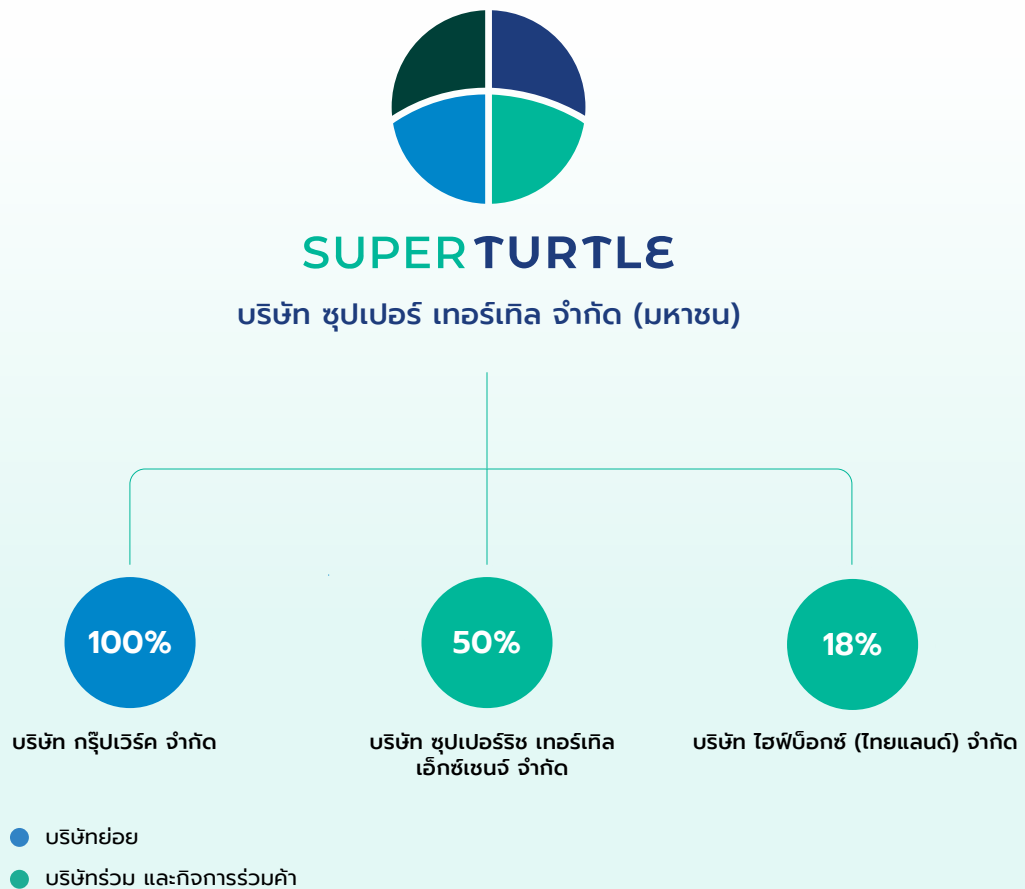 SUPER TURTLE
บริษัท ซุปเปอร์ เทอร์เทิล จำกัด (มหาชน)
100%
50%
18%
บริษัท กรุ๊ปเวิร์ค จำกัด
บริษัท ซุปเปอร์ริช เทอร์เทิล
เอ็กซ์เชนจ์ จำกัด
บริษัท ไฮฟ์บ็อกซ์ (ไทยแลนด์) จำกัด
บริษัทย่อย
บริษัทร่วม และกิจการร่วมค้า